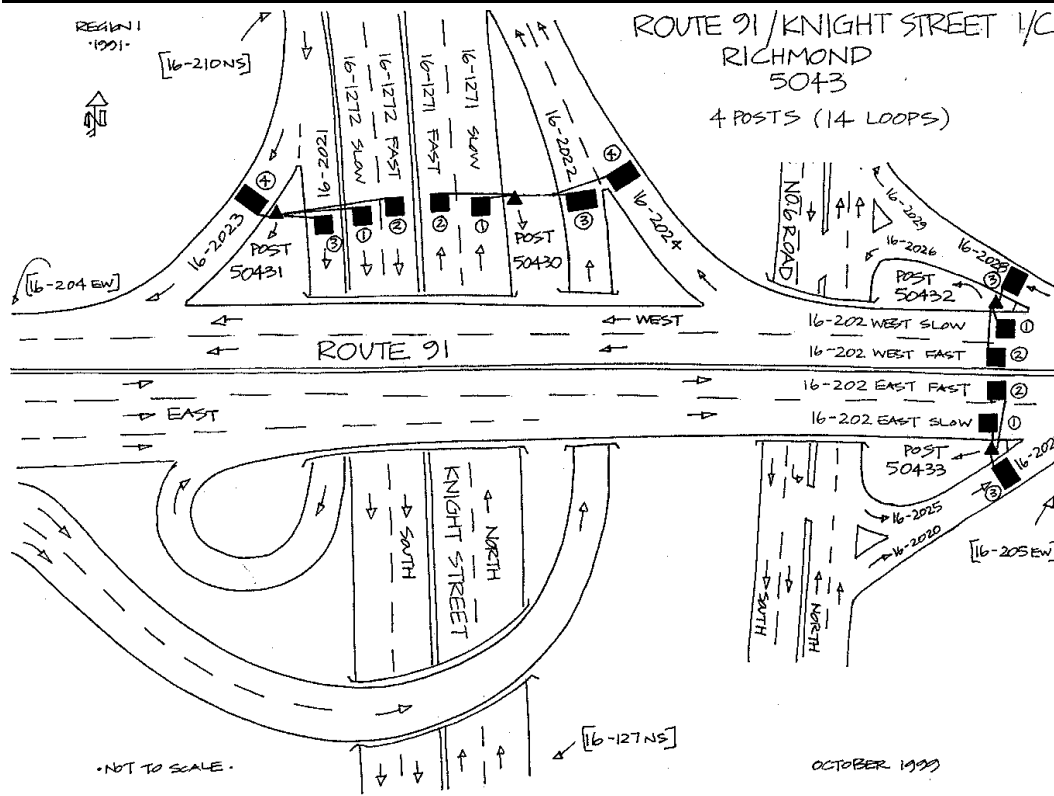 REGION 1
·1991·
[16-210NS]
ROUTE 91/KNIGHT STREET I/C
RICHMOND
5043
4 POSTS (14 LOOPS)
N
16-2021
16-1272 SLOW
16-1272 FAST
16-1271 FAST
16-1271 SLOW
16-2022
④
④
16-2023
POST
50431
③
①
②
②
①
POST
50430
③
16-2024
NO. 6 ROAD
16-2029
16-2026
16-2028
③
POST
50432
[16-204 EW]
WEST
ROUTE 91
16-202 WEST SLOW ①
16-202 WEST FAST ②
16-202 EAST FAST ②
16-202 EAST SLOW ①
EAST
POST
50433
③
16-202
16-2025
16-2020
[16-205 EW]
SOUTH
KNIGHT STREET
NORTH
SOUTH
NORTH
[16-127NS]
·NOT TO SCALE·
OCTOBER 1999